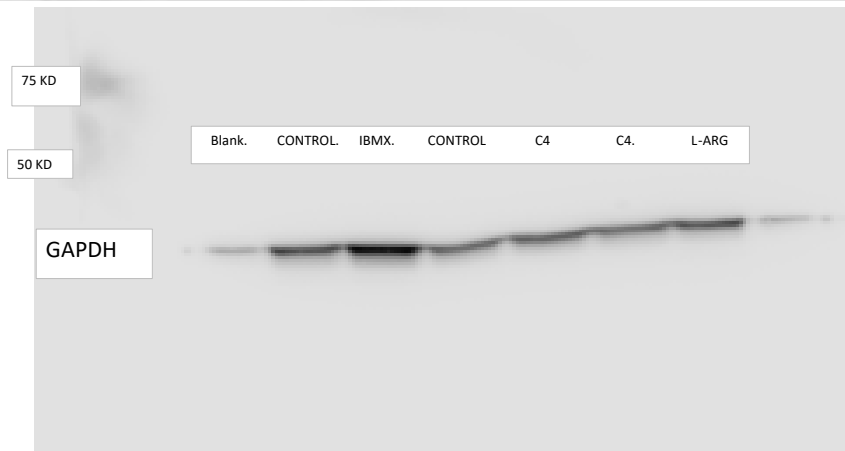 75 KD
Blank. CONTROL. IBMX. CONTROL C4 C4. L-ARG
50 KD
GAPDH